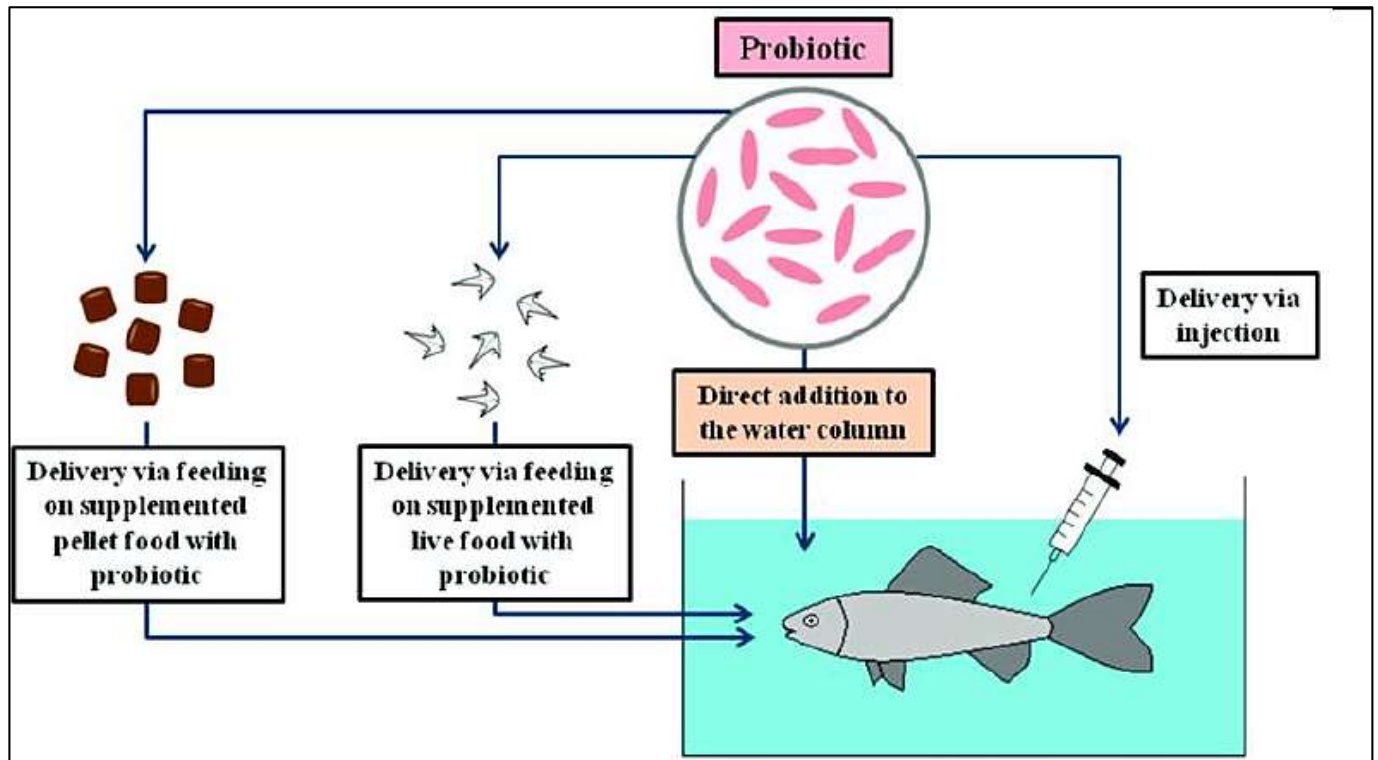 Probiotic
Delivery via
injection
Direct addition to
the water column
Delivery via feeding
on supplemented
pellet food with
probiotic
Delivery via feeding
on supplemented
live food with
probiotic